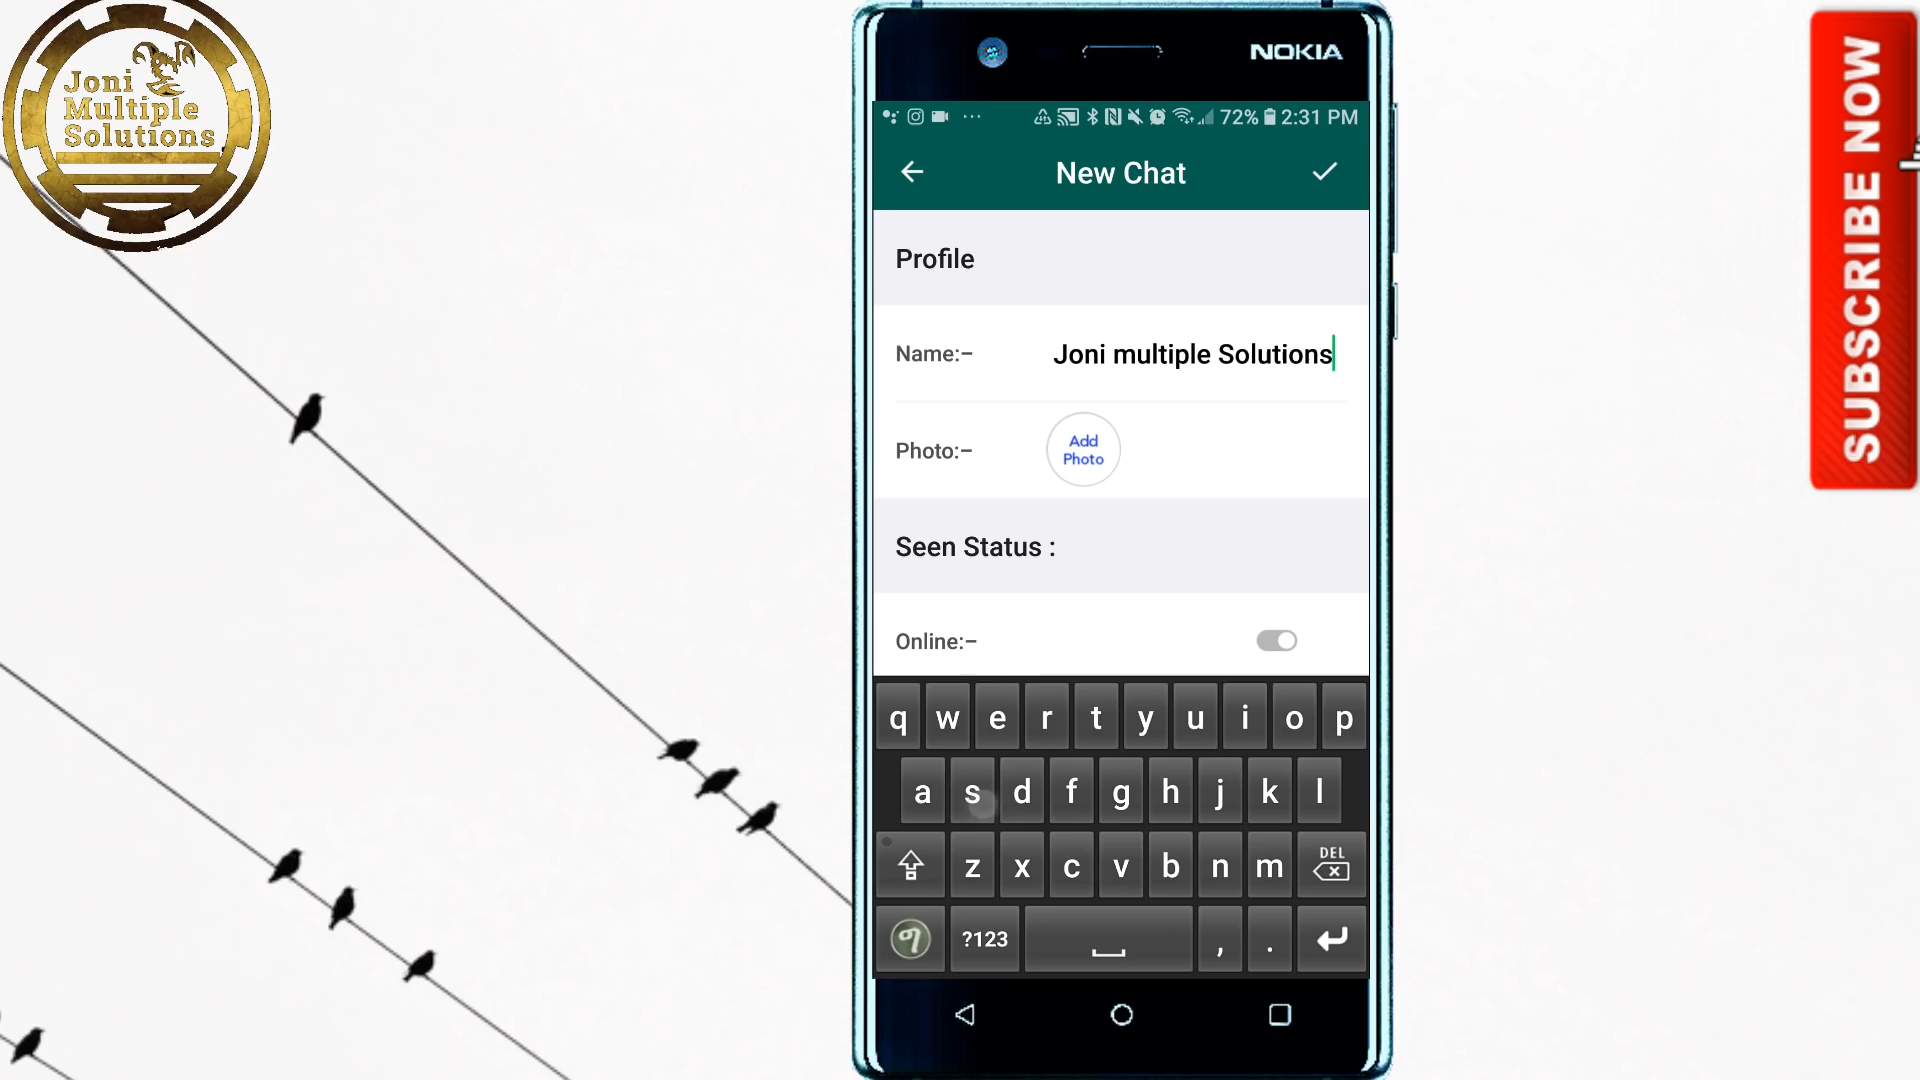 Joni
Multiple
Solutions
NOKIA
72% 2:31 PM
New Chat
Profile
Name:– Joni multiple Solutions
Photo:– Add
Photo
Seen Status :
Online:–
q w e r t y u i o p
a s d f g h j k l
z x c v b n m DEL
ግ ?123 , .
SUBSCRIBE NOW